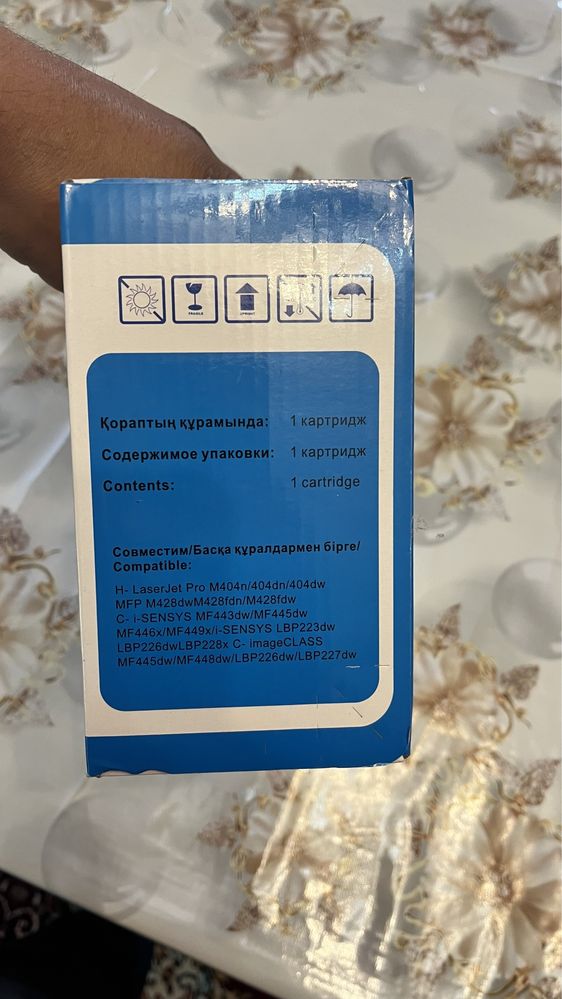 FRAGILE
UPRIGHT
Қораптың құрамында: 1 картридж
Содержимое упаковки: 1 картридж
Contents: 1 cartridge
Совместим/Басқа құралдармен бірге/
Compatible:
H- LaserJet Pro M404n/404dn/404dw
MFP M428dwM428fdn/M428fdw
C- i-SENSYS MF443dw/MF445dw
MF446x/MF449x/i-SENSYS LBP223dw
LBP226dwLBP228x C- imageCLASS
MF445dw/MF448dw/LBP226dw/LBP227dw